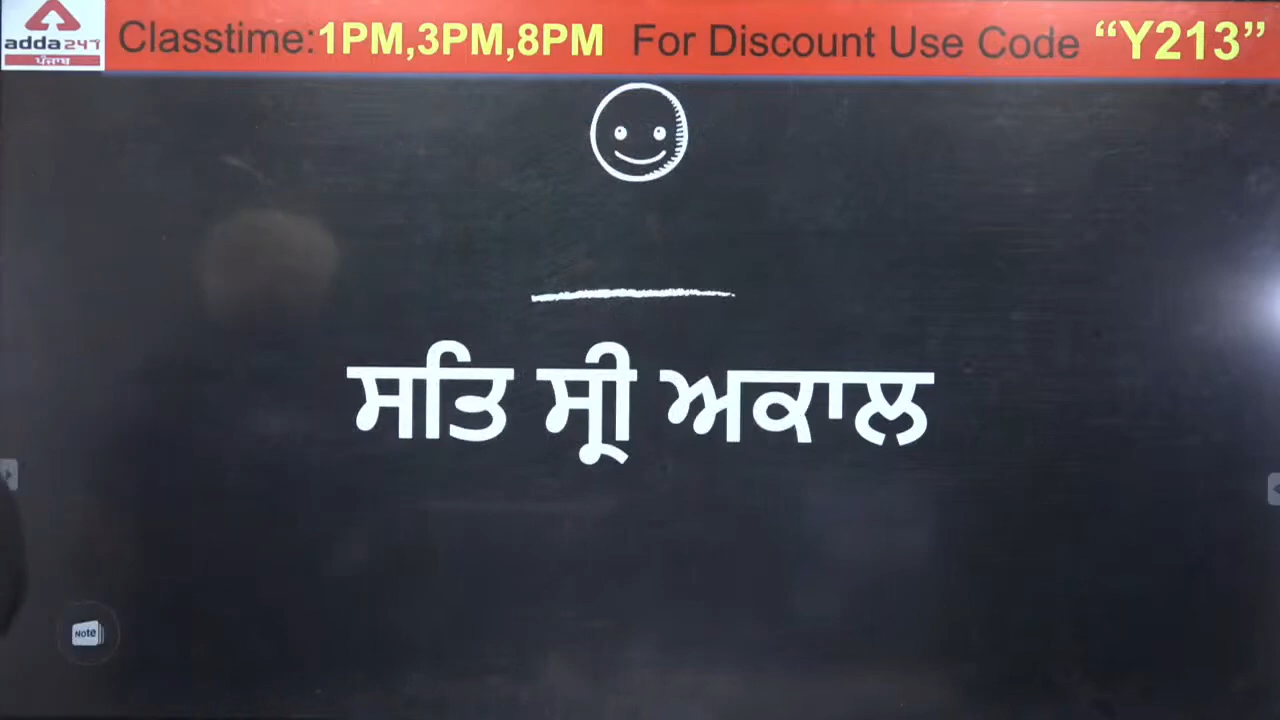 adda247
ਪੰਜਾਬ
Classtime:1PM,3PM,8PM For Discount Use Code “Y213”
ਸਤਿ ਸ੍ਰੀ ਅਕਾਲ
Note